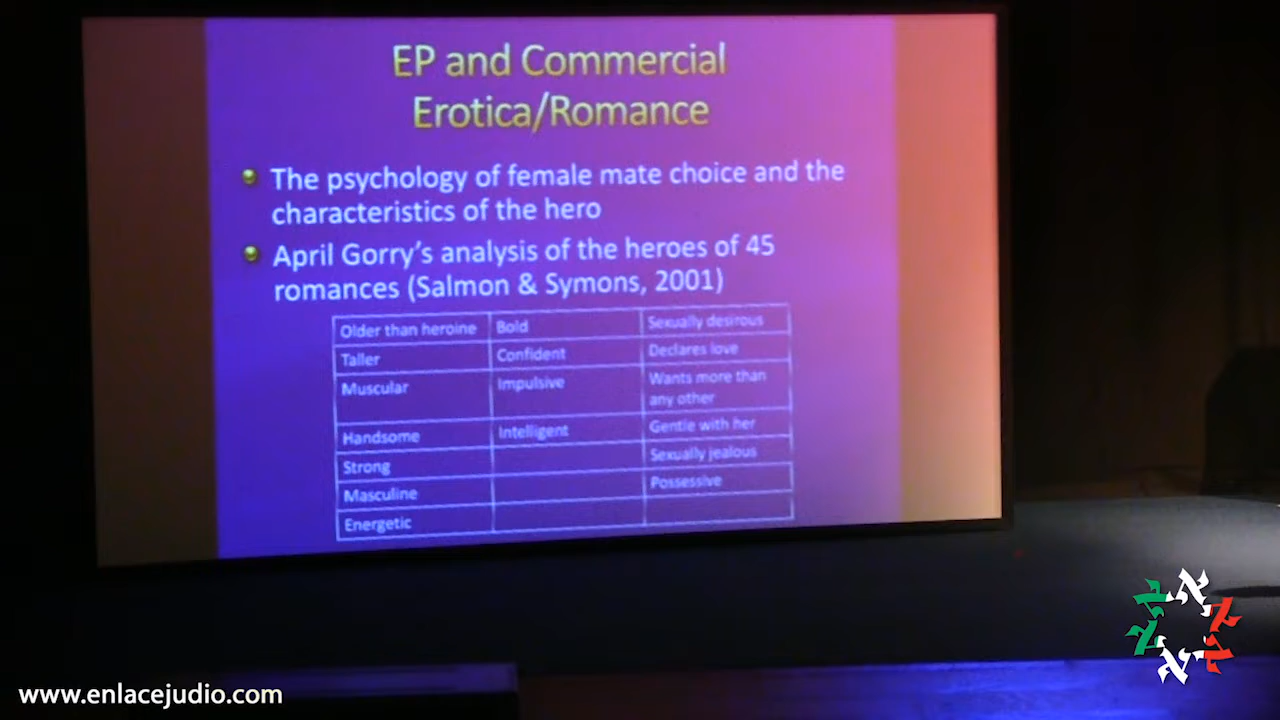 EP and Commercial
Erotica/Romance
The psychology of female mate choice and the
characteristics of the hero
April Gorry's analysis of the heroes of 45
romances (Salmon & Symons, 2001)
Older than heroine Bold Sexually desirous
Taller Confident Declares love
Muscular Impulsive Wants more than
any other
Handsome Intelligent Gentle with her
Strong Sexually jealous
Masculine Possessive
Energetic
www.enlacejudio.com
א א א א א א